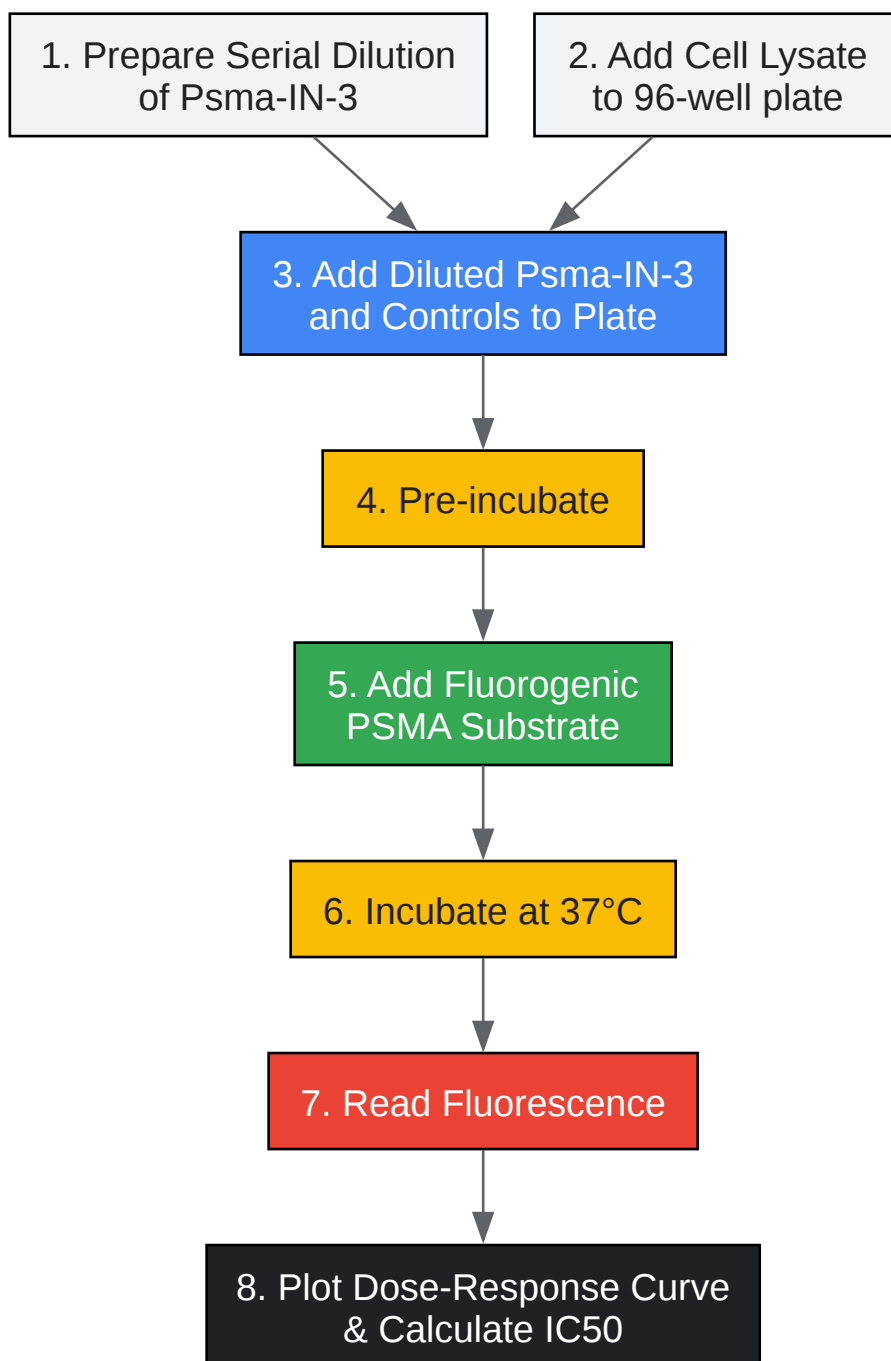 1. Prepare Serial Dilution
of Psma-IN-3
2. Add Cell Lysate
to 96-well plate
3. Add Diluted Psma-IN-3
and Controls to Plate
4. Pre-incubate
5. Add Fluorogenic
PSMA Substrate
6. Incubate at 37°C
7. Read Fluorescence
8. Plot Dose-Response Curve
& Calculate IC50